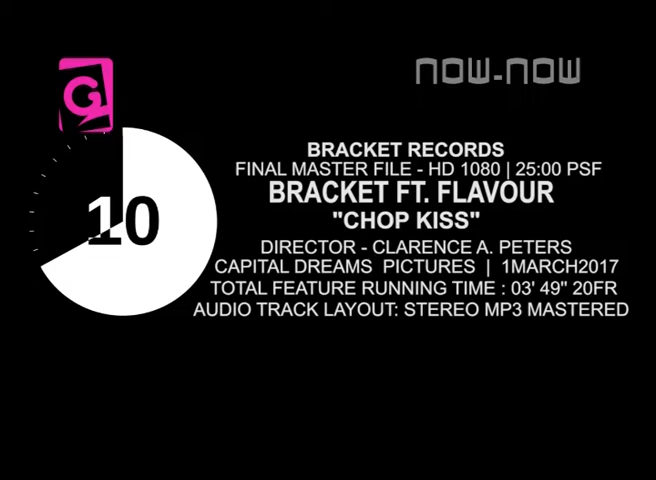 G
now-now
BRACKET RECORDS
FINAL MASTER FILE - HD 1080 | 25:00 PSF
BRACKET FT. FLAVOUR
"CHOP KISS"
10
DIRECTOR - CLARENCE A. PETERS
CAPITAL DREAMS PICTURES | 1MARCH2017
TOTAL FEATURE RUNNING TIME : 03' 49" 20FR
AUDIO TRACK LAYOUT: STEREO MP3 MASTERED